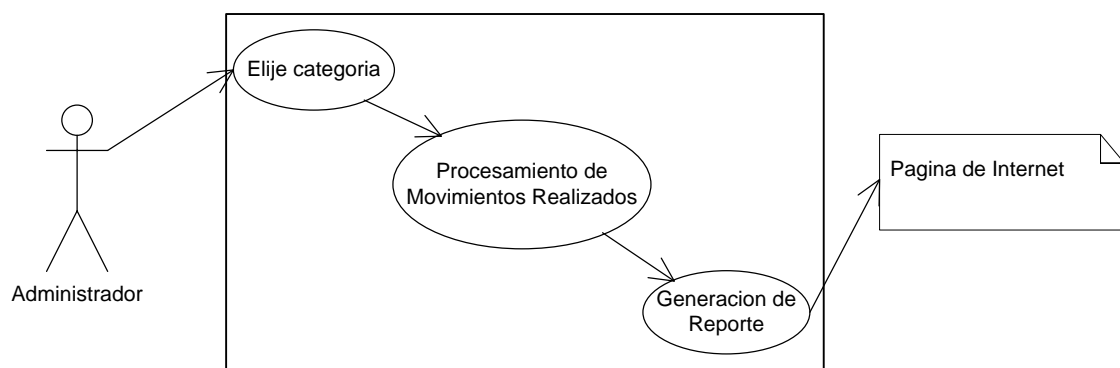 Elije categoria
Procesamiento de
Movimientos Realizados
Pagina de Internet
Administrador
Generacion de
Reporte